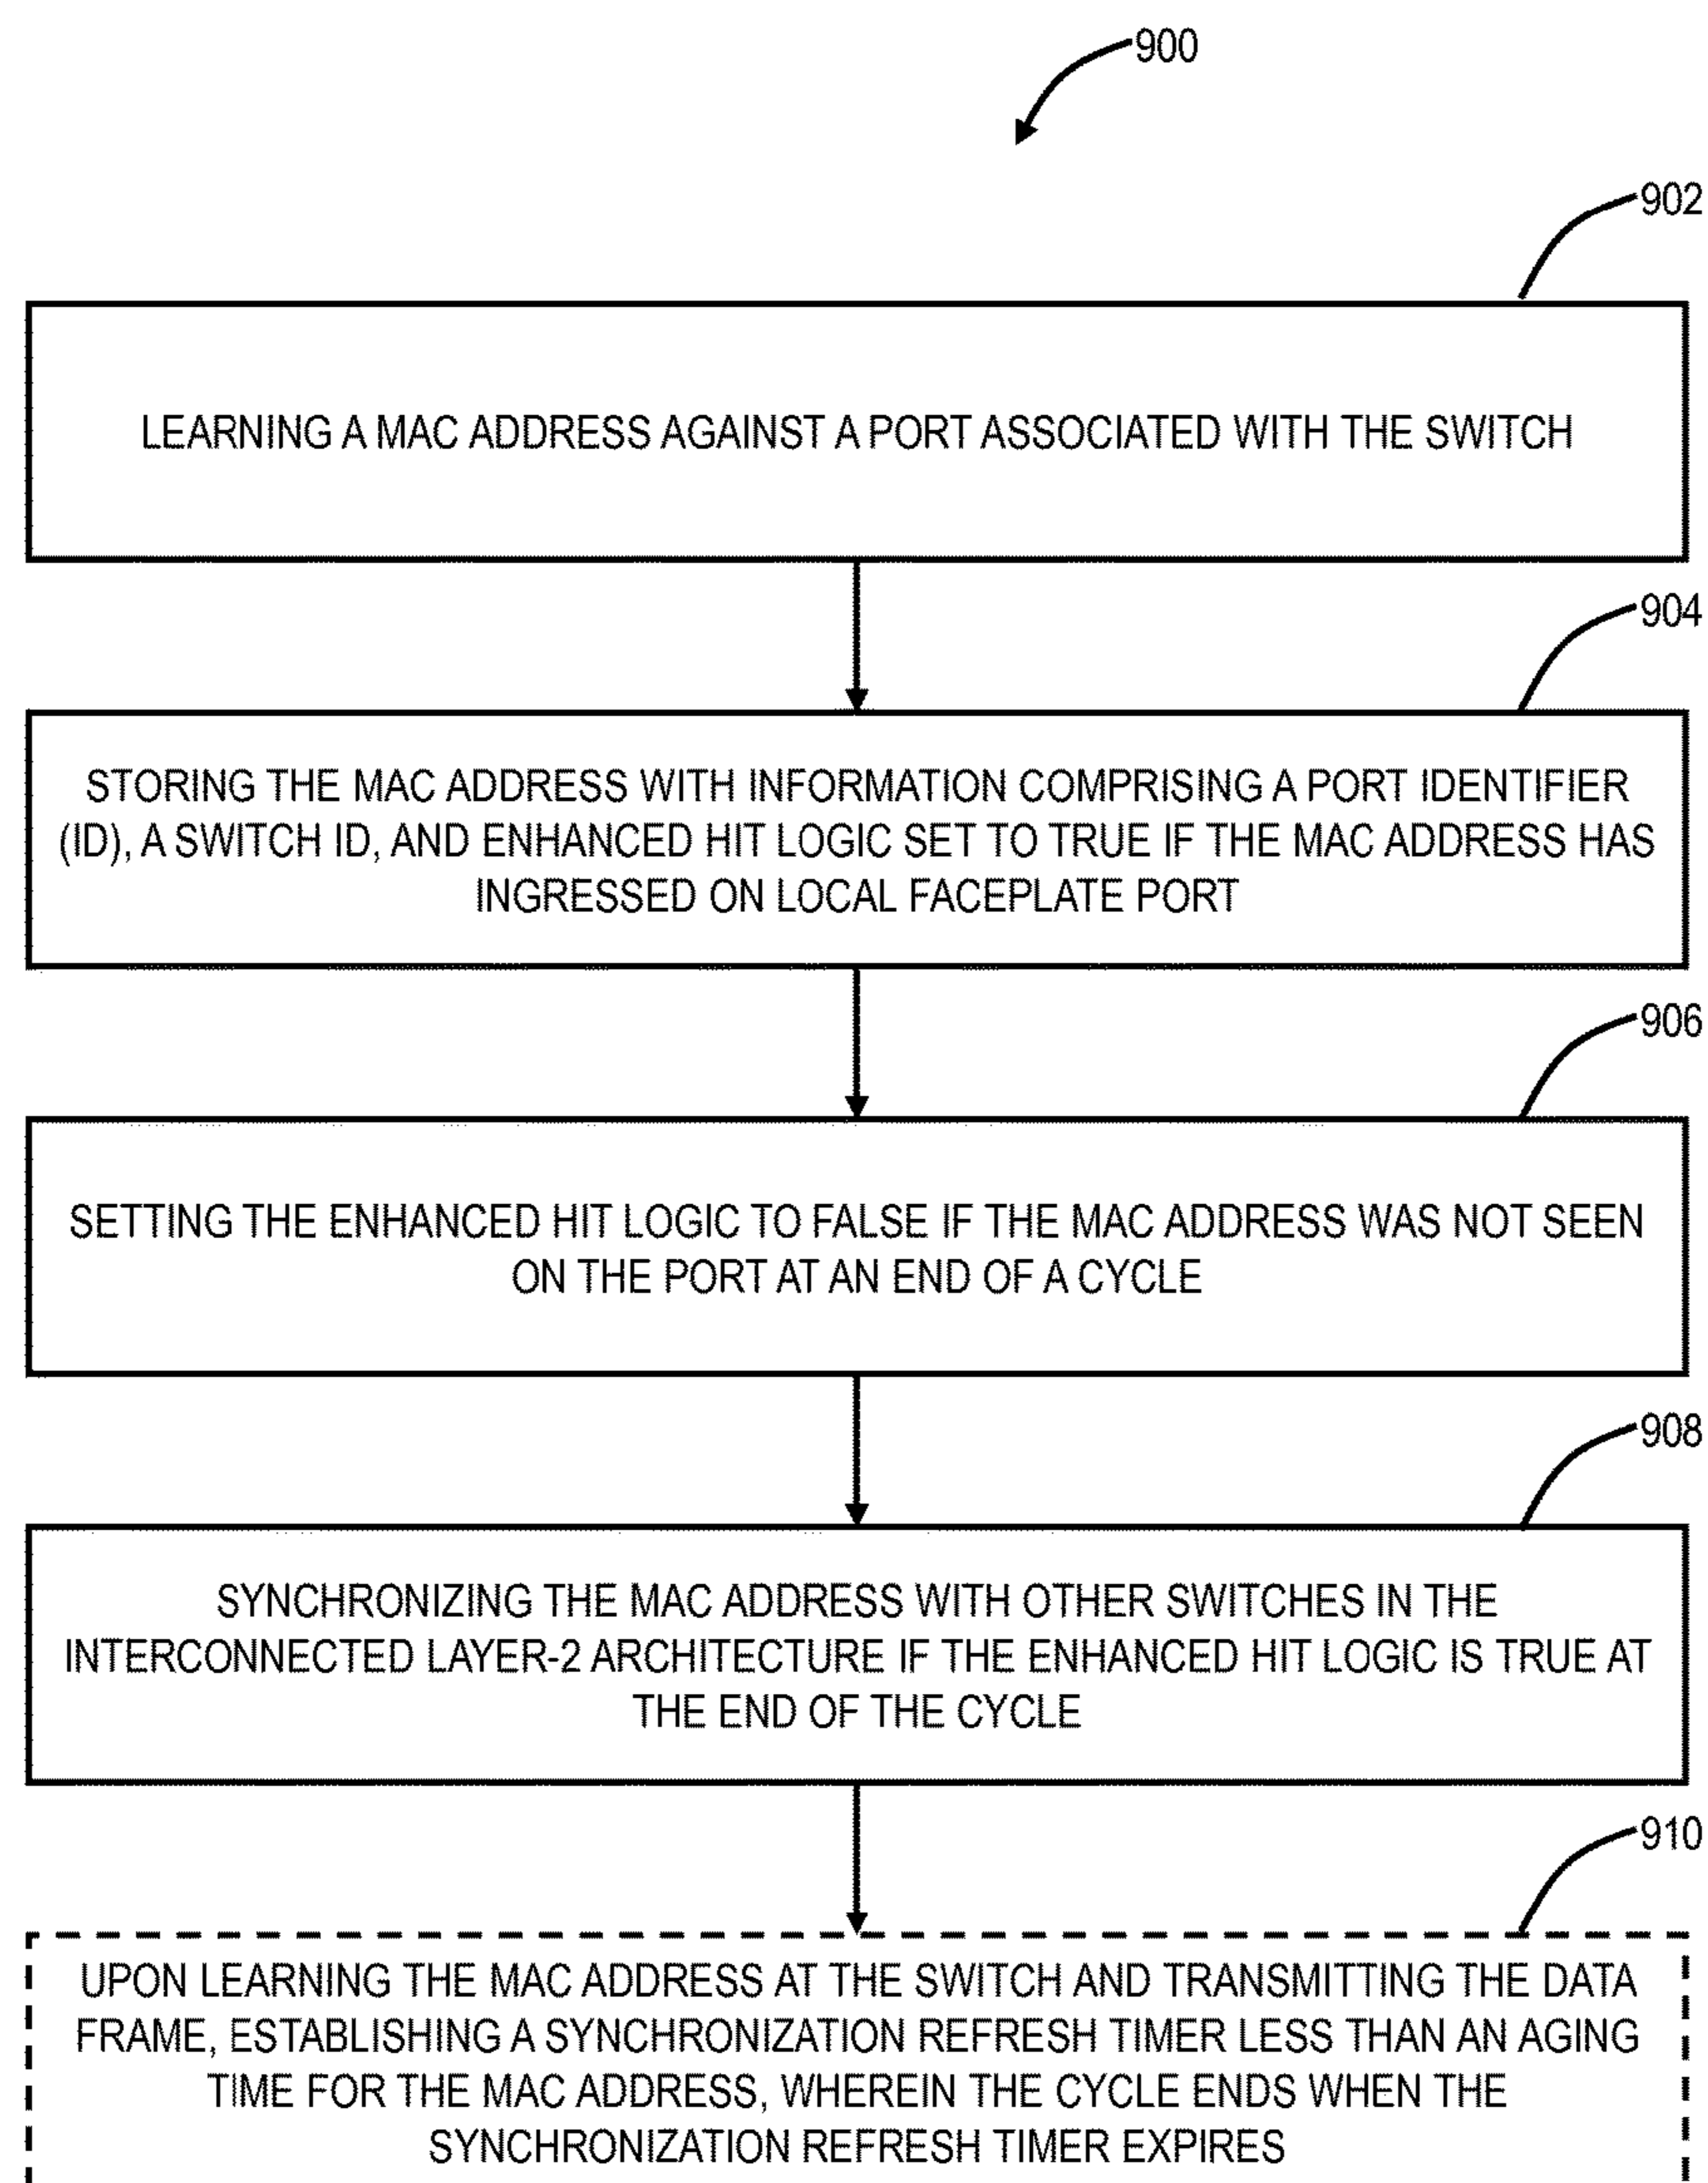 900
902
LEARNING A MAC ADDRESS AGAINST A PORT ASSOCIATED WITH THE SWITCH
904
STORING THE MAC ADDRESS WITH INFORMATION COMPRISING A PORT IDENTIFIER
(ID), A SWITCH ID, AND ENHANCED HIT LOGIC SET TO TRUE IF THE MAC ADDRESS HAS
INGRESSED ON LOCAL FACEPLATE PORT
906
SETTING THE ENHANCED HIT LOGIC TO FALSE IF THE MAC ADDRESS WAS NOT SEEN
ON THE PORT AT AN END OF A CYCLE
908
SYNCHRONIZING THE MAC ADDRESS WITH OTHER SWITCHES IN THE
INTERCONNECTED LAYER-2 ARCHITECTURE IF THE ENHANCED HIT LOGIC IS TRUE AT
THE END OF THE CYCLE
910
UPON LEARNING THE MAC ADDRESS AT THE SWITCH AND TRANSMITTING THE DATA
FRAME, ESTABLISHING A SYNCHRONIZATION REFRESH TIMER LESS THAN AN AGING
TIME FOR THE MAC ADDRESS, WHEREIN THE CYCLE ENDS WHEN THE
SYNCHRONIZATION REFRESH TIMER EXPIRES